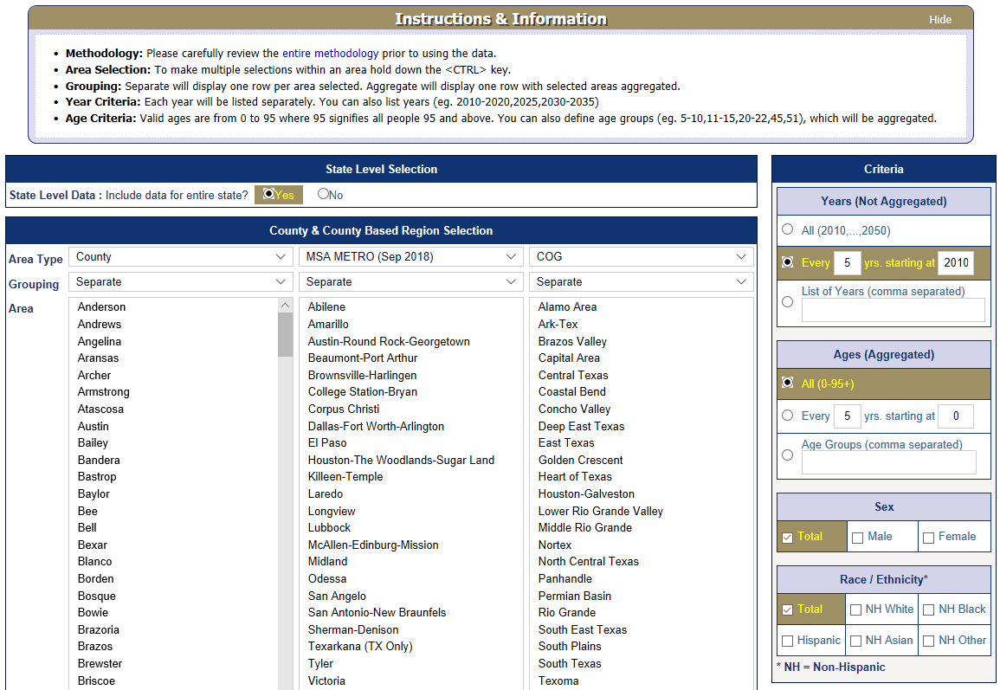 Instructions & Information
Hide
• Methodology: Please carefully review the entire methodology prior to using the data.
• Area Selection: To make multiple selections within an area hold down the <CTRL> key.
• Grouping: Separate will display one row per area selected. Aggregate will display one row with selected areas aggregated.
• Year Criteria: Each year will be listed separately. You can also list years (eg. 2010-2020,2025,2030-2035)
• Age Criteria: Valid ages are from 0 to 95 where 95 signifies all people 95 and above. You can also define age groups (eg. 5-10,11-15,20-22,45,51), which will be aggregated.
State Level Selection
State Level Data : Include data for entire state? Yes No
County & County Based Region Selection
Area Type County MSA METRO (Sep 2018) COG
Grouping Separate Separate Separate
Area
Anderson
Andrews
Angelina
Aransas
Archer
Armstrong
Atascosa
Austin
Bailey
Bandera
Bastrop
Baylor
Bee
Bell
Bexar
Blanco
Borden
Bosque
Bowie
Brazoria
Brazos
Brewster
Briscoe
Abilene
Amarillo
Austin-Round Rock-Georgetown
Beaumont-Port Arthur
Brownsville-Harlingen
College Station-Bryan
Corpus Christi
Dallas-Fort Worth-Arlington
El Paso
Houston-The Woodlands-Sugar Land
Killeen-Temple
Laredo
Longview
Lubbock
McAllen-Edinburg-Mission
Midland
Odessa
San Angelo
San Antonio-New Braunfels
Sherman-Denison
Texarkana (TX Only)
Tyler
Victoria
Alamo Area
Ark-Tex
Brazos Valley
Capital Area
Central Texas
Coastal Bend
Concho Valley
Deep East Texas
East Texas
Golden Crescent
Heart of Texas
Houston-Galveston
Lower Rio Grande Valley
Middle Rio Grande
Nortex
North Central Texas
Panhandle
Permian Basin
Rio Grande
South East Texas
South Plains
South Texas
Texoma
Criteria
Years (Not Aggregated)
All (2010,...,2050)
Every 5 yrs. starting at 2010
List of Years (comma separated)
Ages (Aggregated)
All (0-95+)
Every 5 yrs. starting at 0
Age Groups (comma separated)
Sex
Total Male Female
Race / Ethnicity*
Total NH White NH Black
Hispanic NH Asian NH Other
* NH = Non-Hispanic